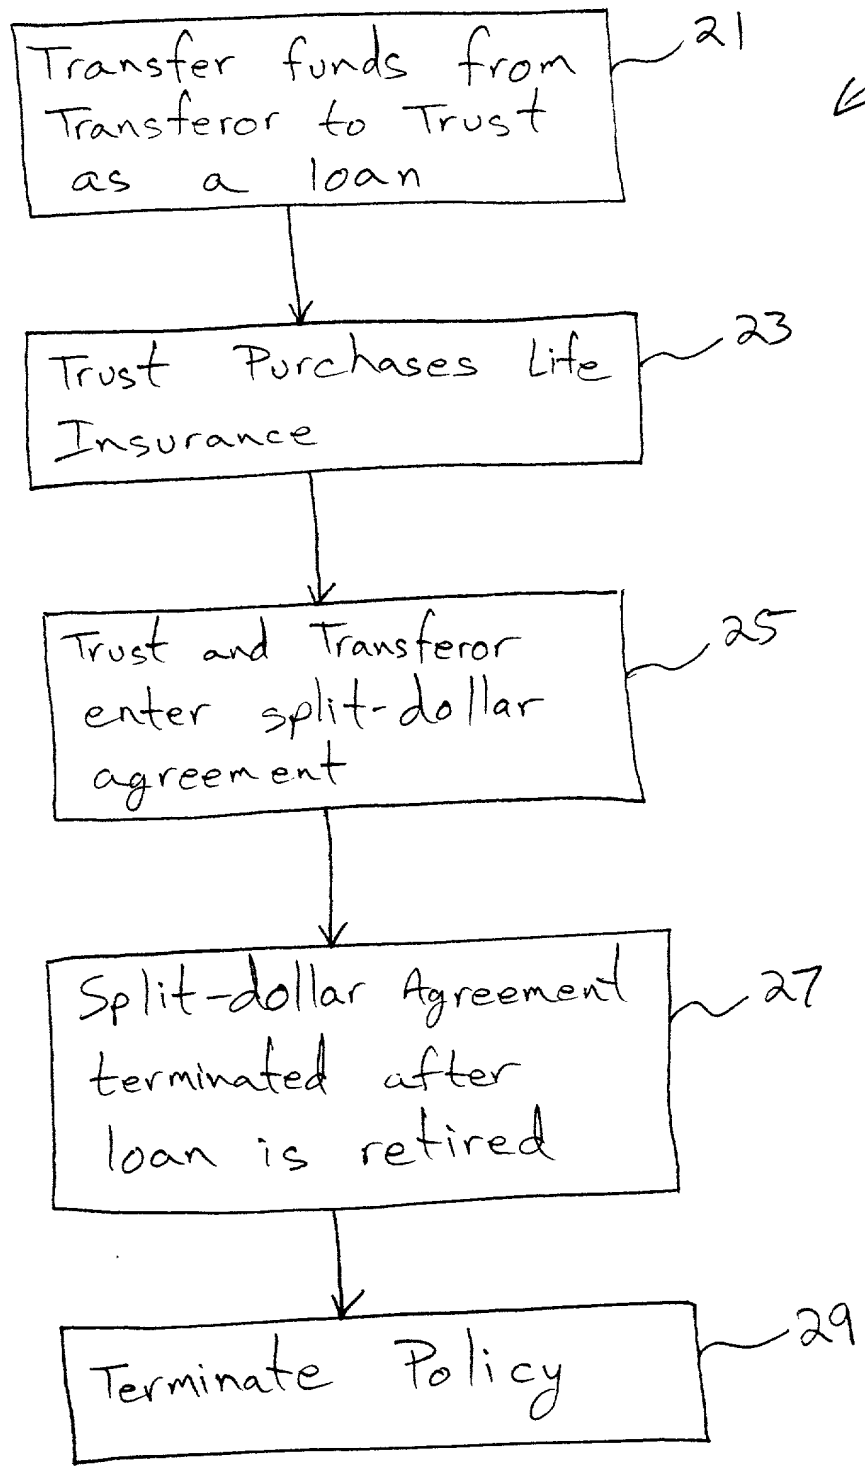 Transfer funds from
Transferor to Trust
as a loan
21
Trust Purchases Life
Insurance
23
Trust and Transferor
enter split-dollar
agreement
25
Split-dollar Agreement
terminated after
loan is retired
27
Terminate Policy
29